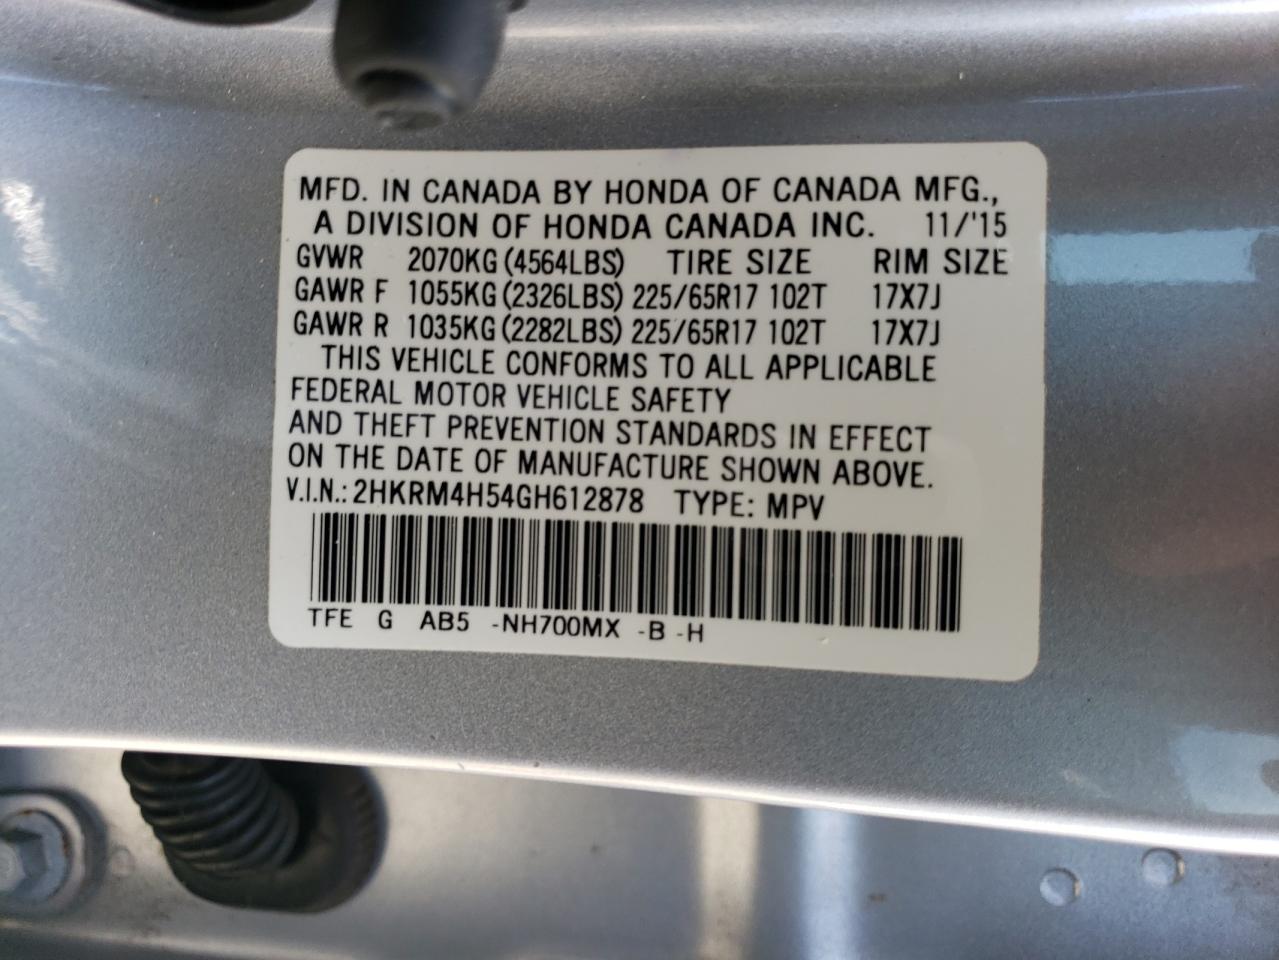 MFD. IN CANADA BY HONDA OF CANADA MFG.,
A DIVISION OF HONDA CANADA INC. 11/'15
GVWR 2070KG (4564LBS) TIRE SIZE RIM SIZE
GAWR F 1055KG (2326LBS) 225/65R17 102T 17X7J
GAWR R 1035KG (2282LBS) 225/65R17 102T 17X7J
THIS VEHICLE CONFORMS TO ALL APPLICABLE
FEDERAL MOTOR VEHICLE SAFETY
AND THEFT PREVENTION STANDARDS IN EFFECT
ON THE DATE OF MANUFACTURE SHOWN ABOVE.
V.I.N.: 2HKRM4H54GH612878 TYPE: MPV
TFE G AB5 -NH700MX -B -H